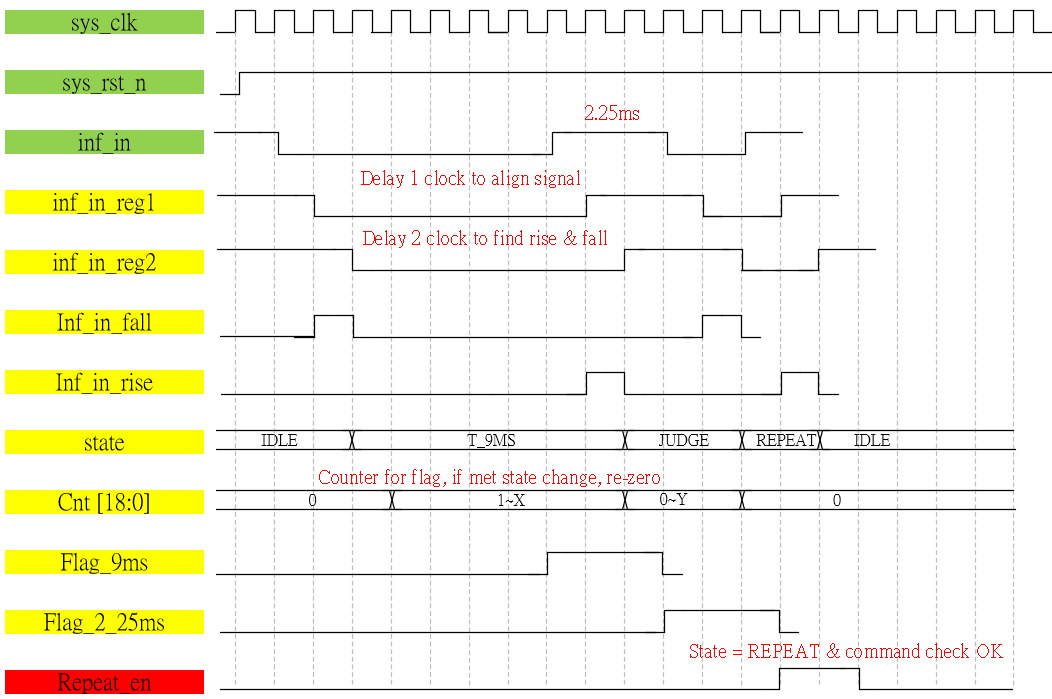 sys_clk
sys_rst_n
2.25ms
inf_in
Delay 1 clock to align signal
inf_in_reg1
Delay 2 clock to find rise & fall
inf_in_reg2
Inf_in_fall
Inf_in_rise
state IDLE T_9MS JUDGE REPEAT IDLE
Counter for flag, if met state change, re-zero
Cnt [18:0] 0 1~X 0~Y 0
Flag_9ms
Flag_2_25ms
State = REPEAT & command check OK
Repeat_en